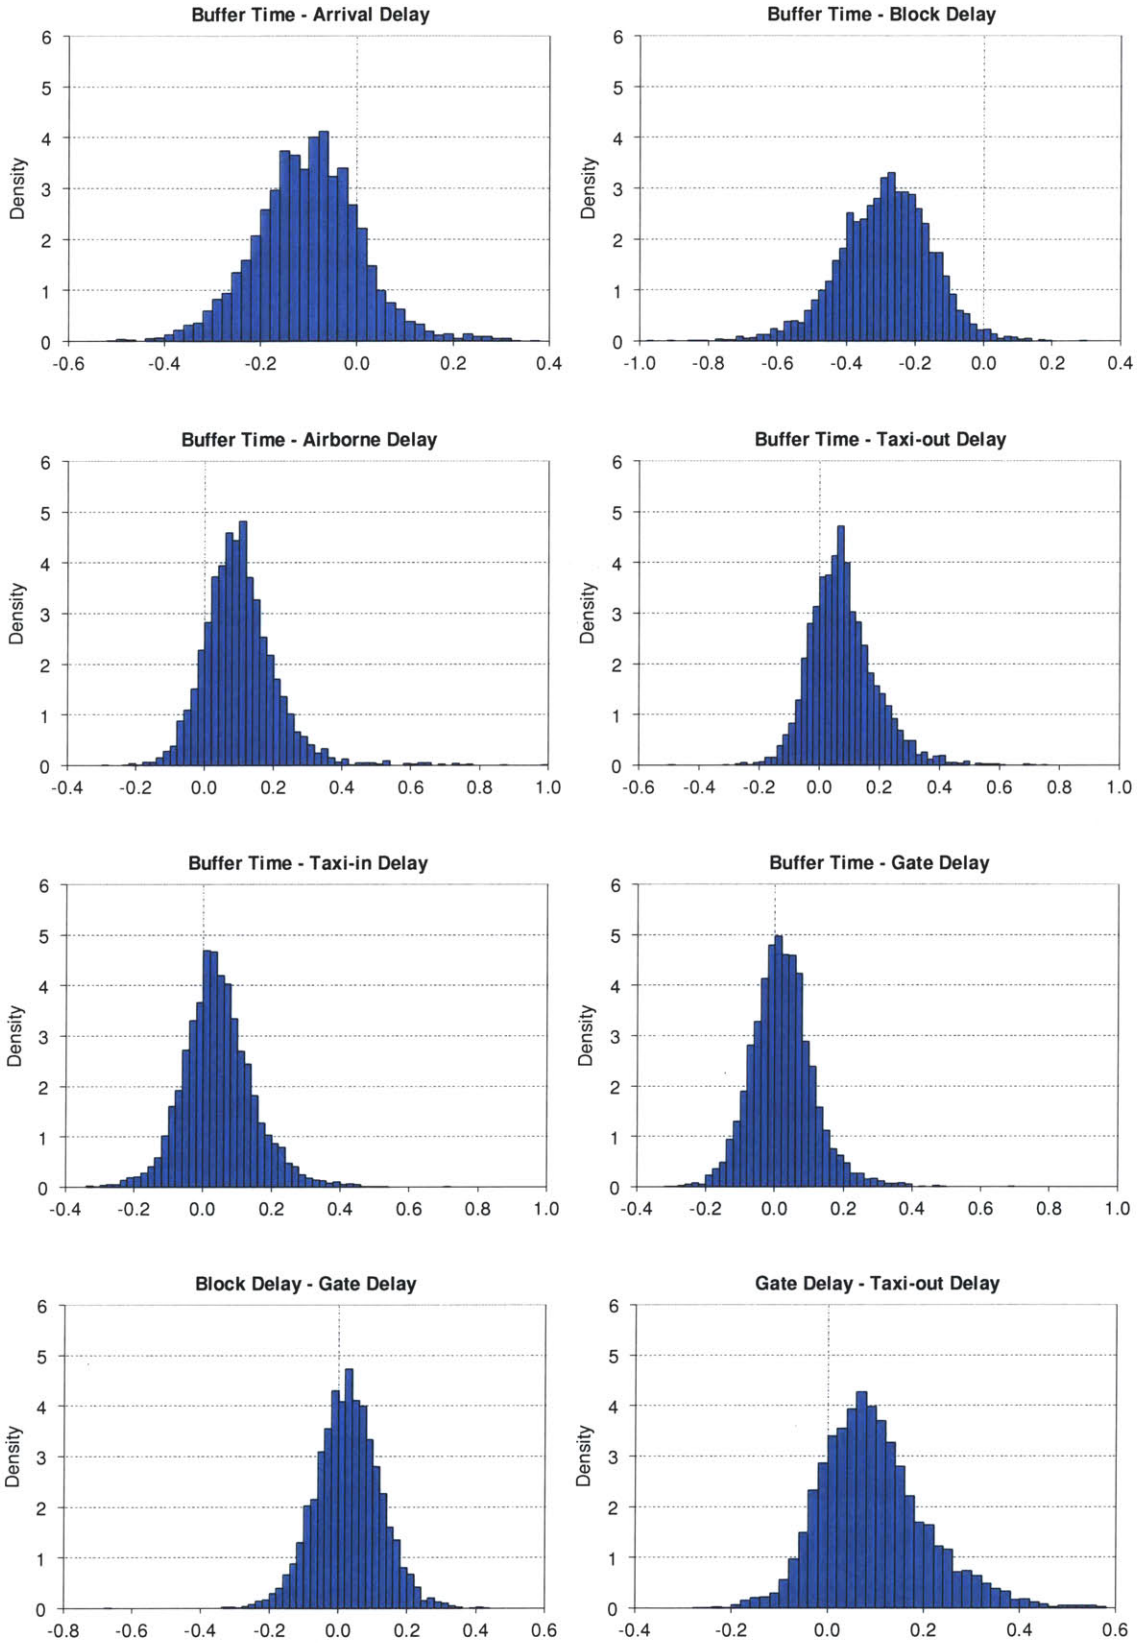 Buffer Time - Arrival Delay
6
5
4
3
2
1
0
Density
-0.6 -0.4 -0.2 0.0 0.2 0.4
Buffer Time - Block Delay
6
5
4
3
2
1
0
Density
-1.0 -0.8 -0.6 -0.4 -0.2 0.0 0.2 0.4
Buffer Time - Airborne Delay
6
5
4
3
2
1
0
Density
-0.4 -0.2 0.0 0.2 0.4 0.6 0.8 1.0
Buffer Time - Taxi-out Delay
6
5
4
3
2
1
0
Density
-0.6 -0.4 -0.2 0.0 0.2 0.4 0.6 0.8 1.0
Buffer Time - Taxi-in Delay
6
5
4
3
2
1
0
Density
-0.4 -0.2 0.0 0.2 0.4 0.6 0.8 1.0
Buffer Time - Gate Delay
6
5
4
3
2
1
0
Density
-0.4 -0.2 0.0 0.2 0.4 0.6 0.8 1.0
Block Delay - Gate Delay
6
5
4
3
2
1
0
Density
-0.8 -0.6 -0.4 -0.2 0.0 0.2 0.4 0.6
Gate Delay - Taxi-out Delay
6
5
4
3
2
1
0
Density
-0.4 -0.2 0.0 0.2 0.4 0.6